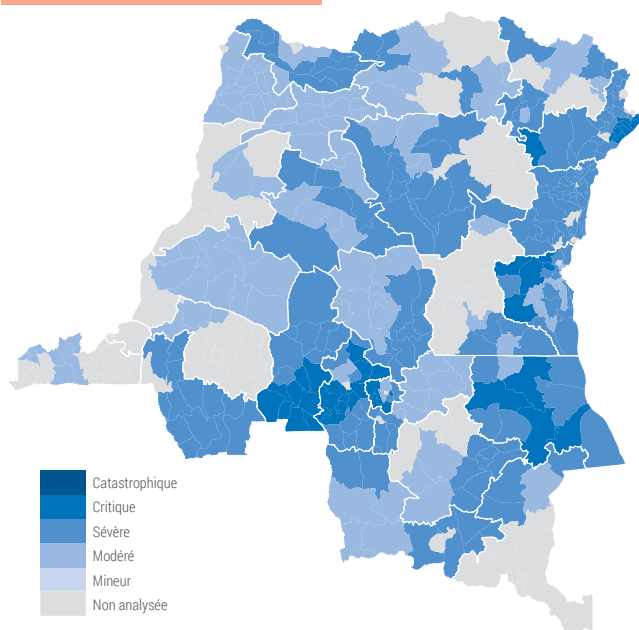 Catastrophique
Critique
Sévère
Modéré
Mineur
Non analysée